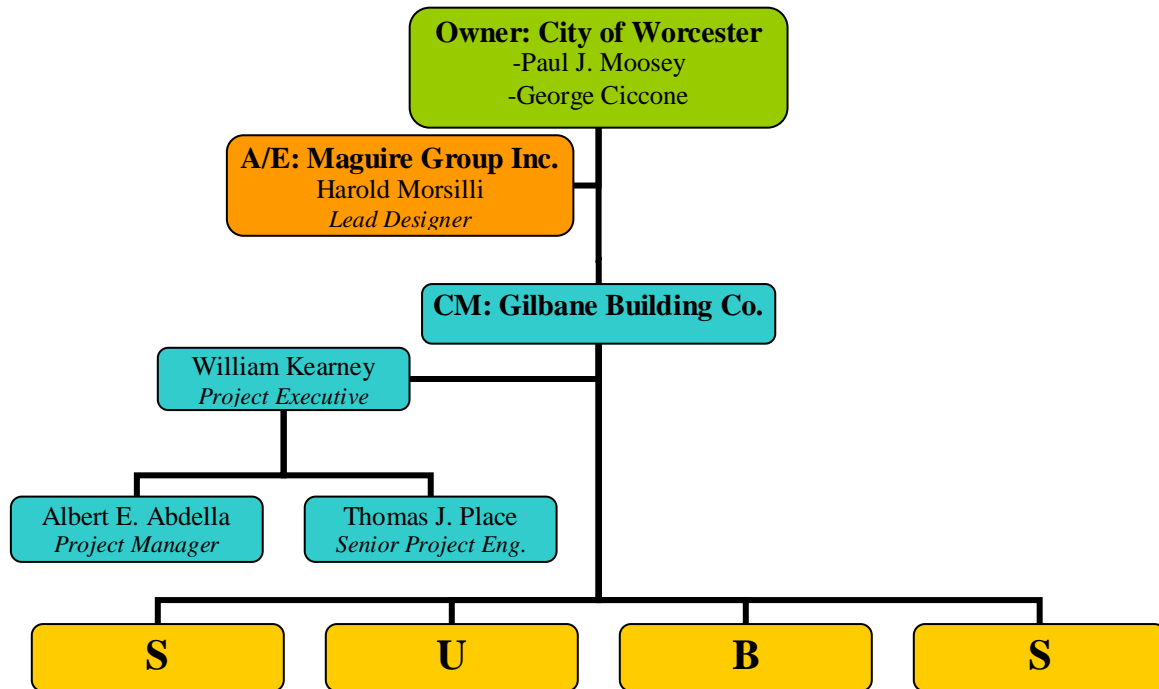 Owner: City of Worcester
-Paul J. Moosey
-George Ciccone
A/E: Maguire Group Inc.
Harold Morsilli
Lead Designer
CM: Gilbane Building Co.
William Kearney
Project Executive
Albert E. Abdella
Project Manager
Thomas J. Place
Senior Project Eng.
S U B S